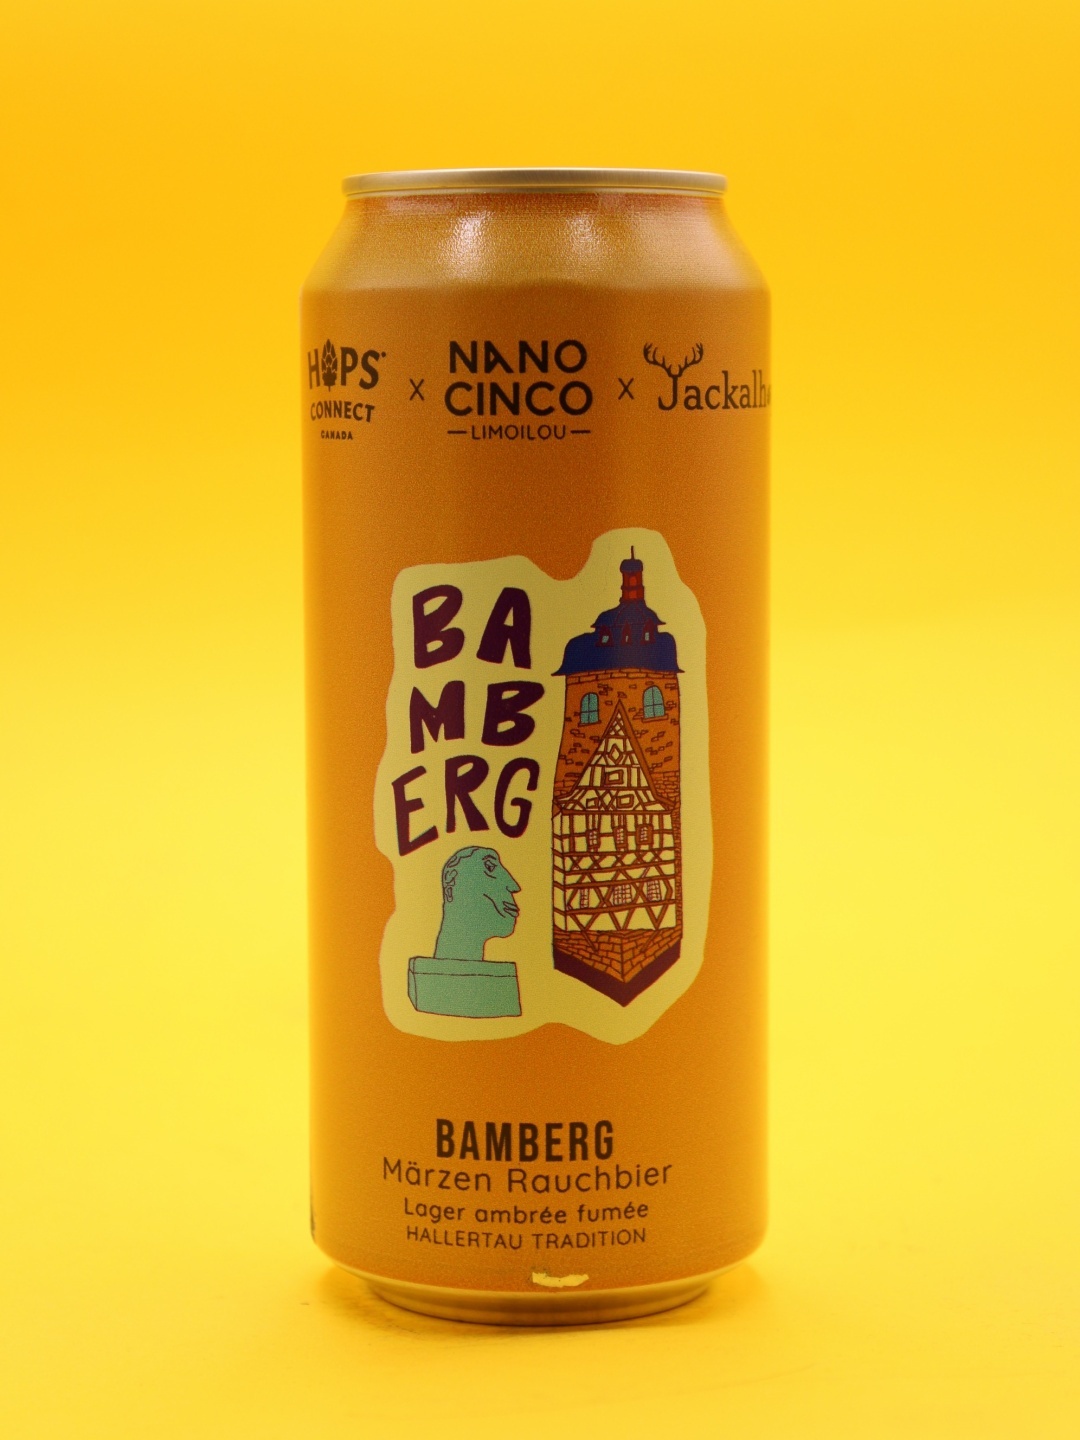 HOPS
CONNECT
CANADA
X
NANO
CINCO
LIMOILOU
X
BA
MB
ERG
BAMBERG
Märzen Rauchbier
Lager ambrée fumée
HALLERTAU TRADITION